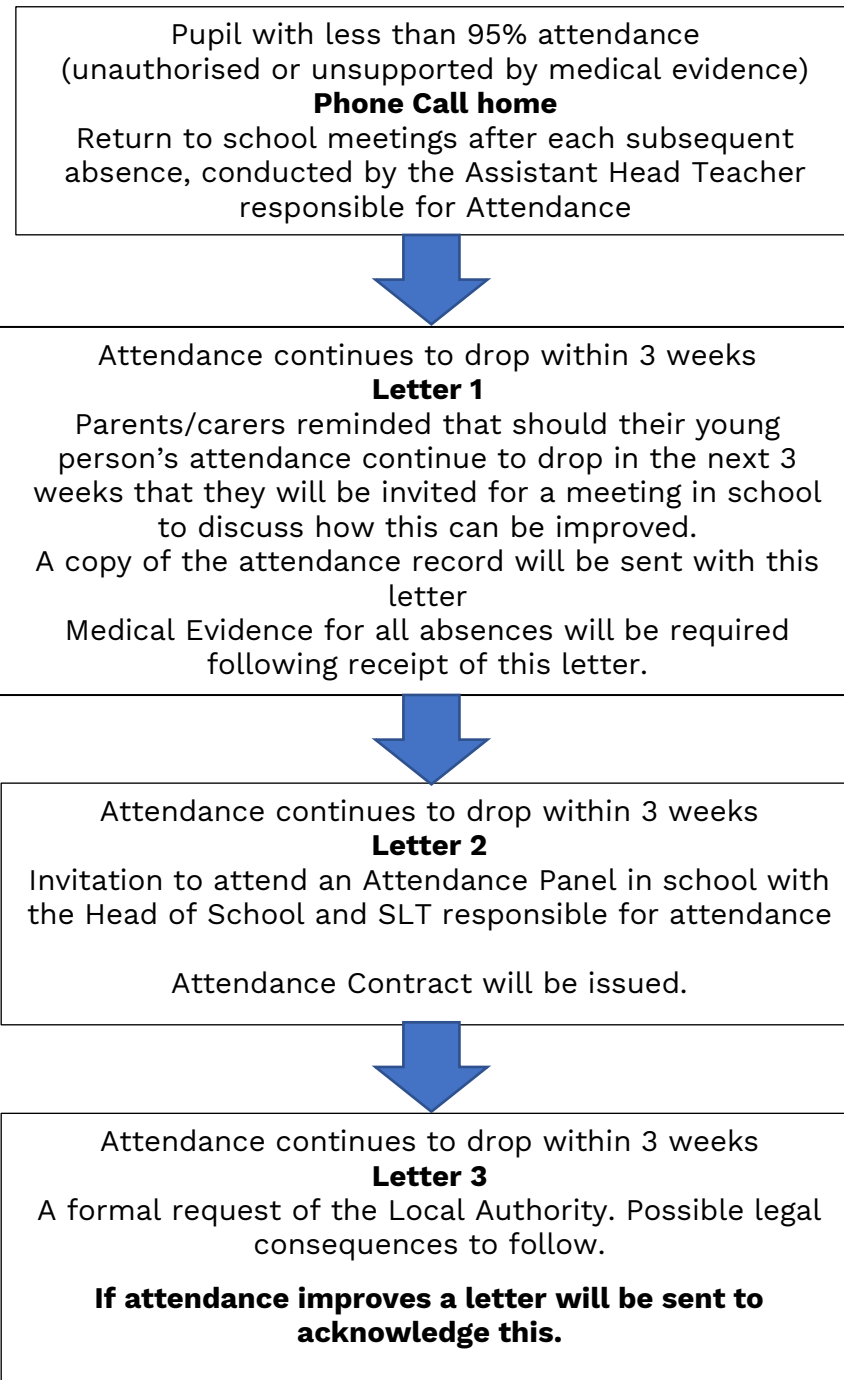 Pupil with less than 95% attendance
(unauthorised or unsupported by medical evidence)
Phone Call home
Return to school meetings after each subsequent
absence, conducted by the Assistant Head Teacher
responsible for Attendance
Attendance continues to drop within 3 weeks
Letter 1
Parents/carers reminded that should their young
person’s attendance continue to drop in the next 3
weeks that they will be invited for a meeting in school
to discuss how this can be improved.
A copy of the attendance record will be sent with this
letter
Medical Evidence for all absences will be required
following receipt of this letter.
Attendance continues to drop within 3 weeks
Letter 2
Invitation to attend an Attendance Panel in school with
the Head of School and SLT responsible for attendance
Attendance Contract will be issued.
Attendance continues to drop within 3 weeks
Letter 3
A formal request of the Local Authority. Possible legal
consequences to follow.
If attendance improves a letter will be sent to
acknowledge this.